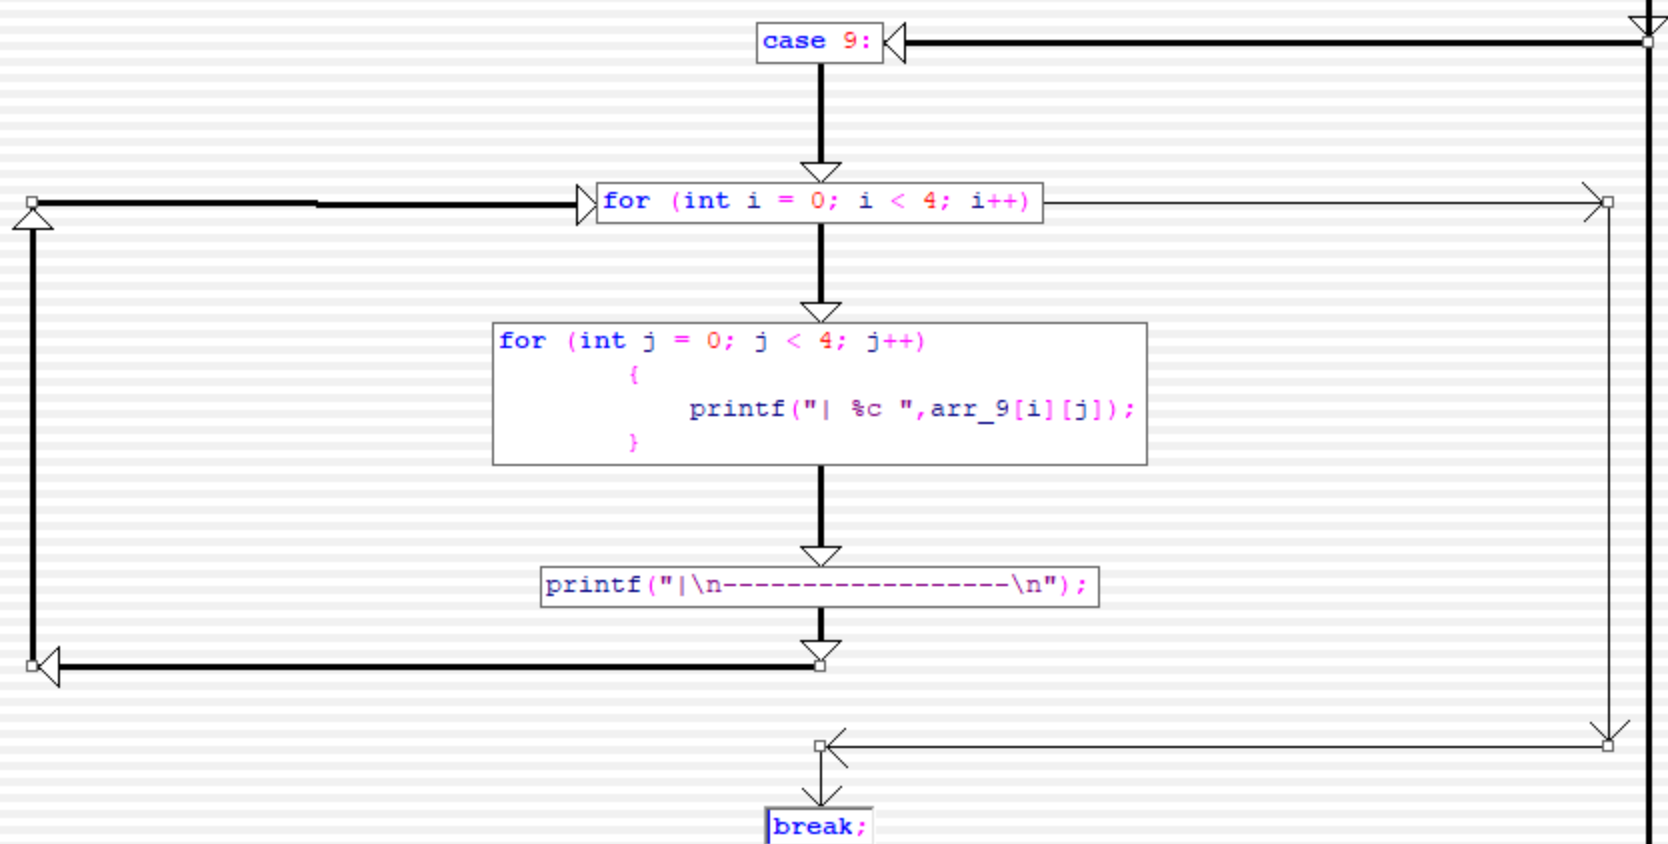 case 9:
for (int i = 0; i < 4; i++)
for (int j = 0; j < 4; j++)
{
printf("| %c ",arr_9[i][j]);
}
printf("|\n------------------\n");
break;